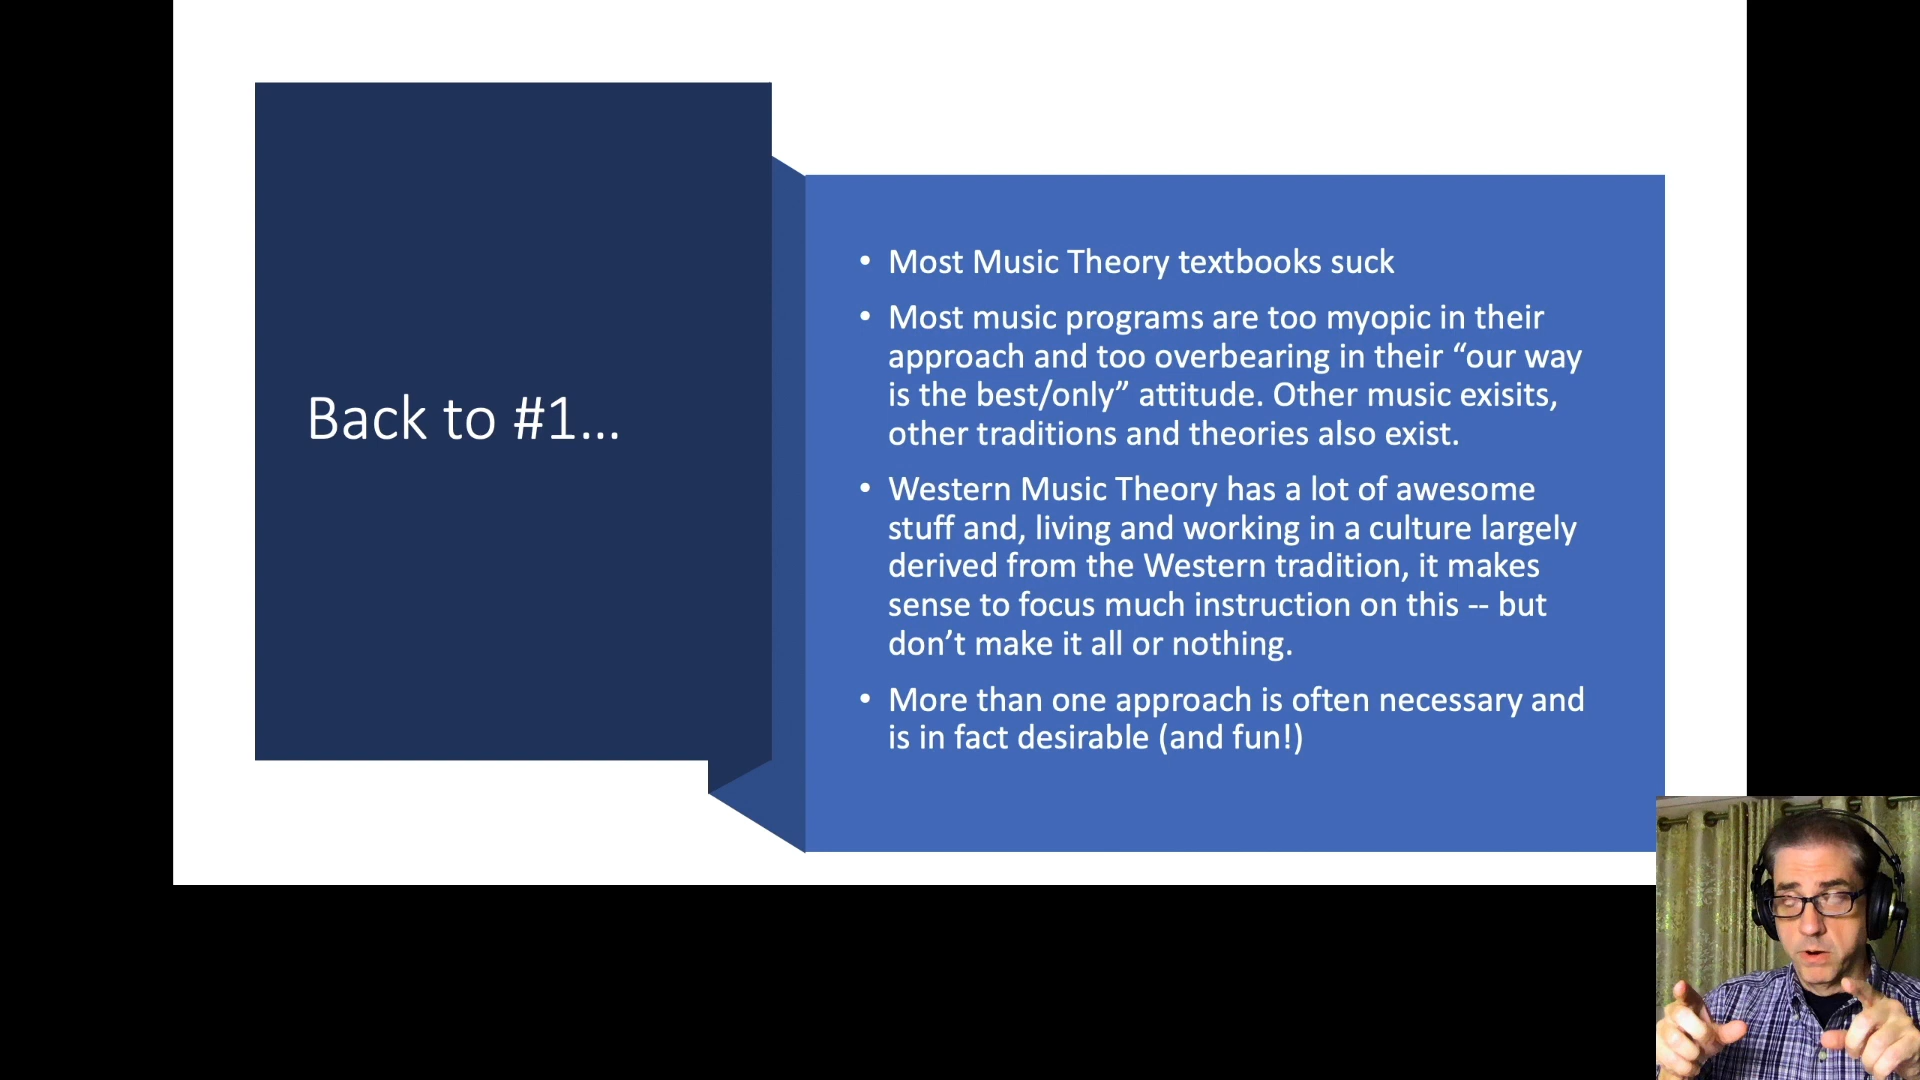 Back to #1...
• Most Music Theory textbooks suck
• Most music programs are too myopic in their
approach and too overbearing in their “our way
is the best/only” attitude. Other music exisits,
other traditions and theories also exist.
• Western Music Theory has a lot of awesome
stuff and, living and working in a culture largely
derived from the Western tradition, it makes
sense to focus much instruction on this -- but
don’t make it all or nothing.
• More than one approach is often necessary and
is in fact desirable (and fun!)